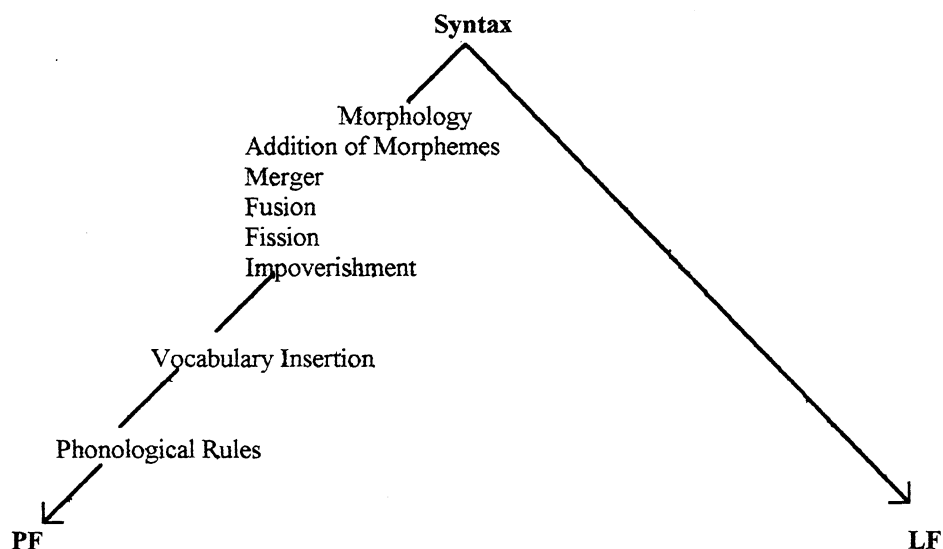 Syntax
Morphology
Addition of Morphemes
Merger
Fusion
Fission
Impoverishment
Vocabulary Insertion
Phonological Rules
PF
LF